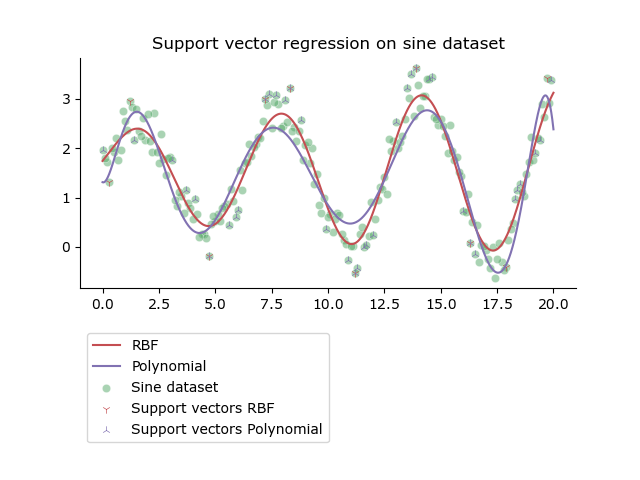 Support vector regression on sine dataset
3
2
1
0
0.0 2.5 5.0 7.5 10.0 12.5 15.0 17.5 20.0
RBF
Polynomial
Sine dataset
Support vectors RBF
Support vectors Polynomial